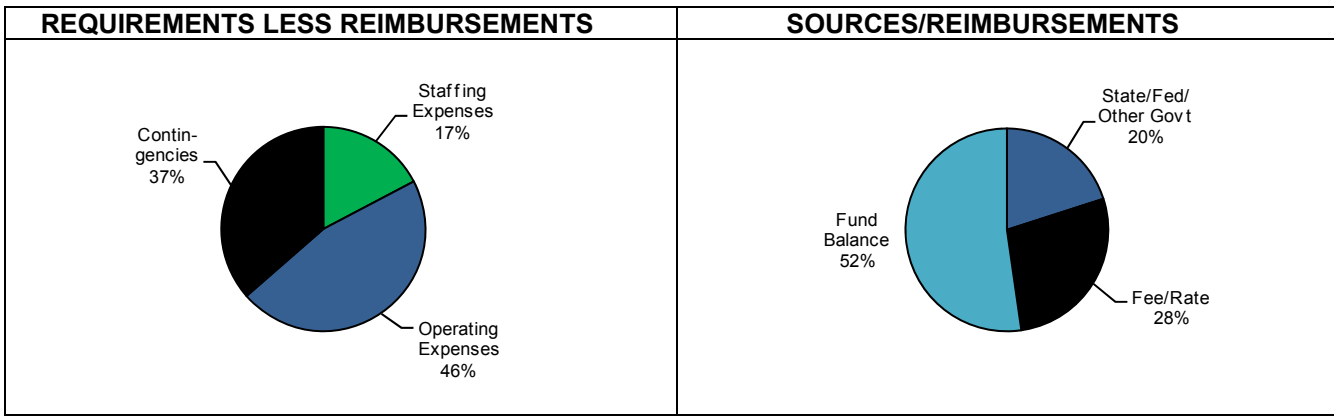 REQUIREMENTS LESS REIMBURSEMENTS
Staffing
Expenses
17%
Contin-
gencies
37%
Operating
Expenses
46%
SOURCES/REIMBURSEMENTS
State/Fed/
Other Govt
20%
Fund
Balance
52%
Fee/Rate
28%